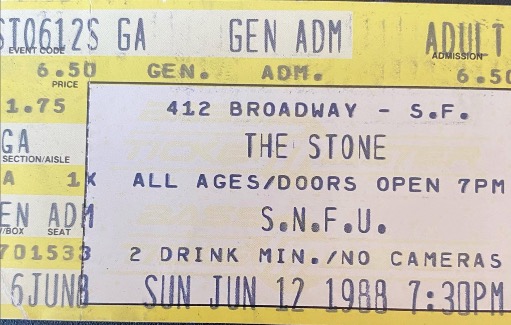 ST0612S GA GEN ADM ADULT
EVENT CODE ADMISSION
6.50 GEN. ADM. 6.50
PRICE
1.75 412 BROADWAY - S.F.
GA THE STONE
SECTION/AISLE
A 1X ALL AGES/DOORS OPEN 7PM
EN ADM S.N.F.U.
/BOX SEAT
701533 2 DRINK MIN./NO CAMERAS
6JUN8 SUN JUN 12 1988 7:30PM